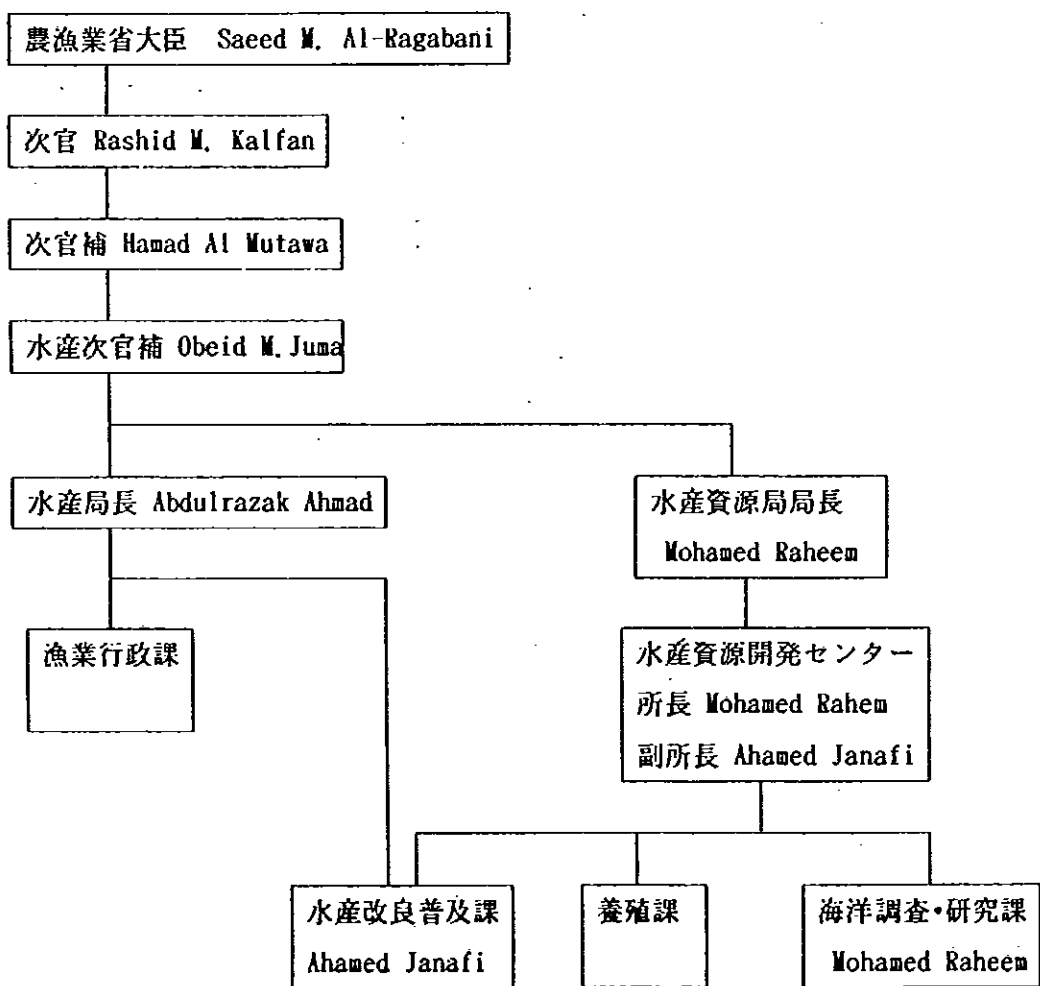 農漁業省大臣 Saeed M. Al-Ragabani
次官 Rashid M. Kalfan
次官補 Hamad Al Mutawa
水産次官補 Obeid M.Juma
水産局長 Abdulrazak Ahmad
水産資源局局長
Mohamed Raheem
漁業行政課
水産資源開発センター
所長 Mohamed Rahem
副所長 Ahamed Janafi
水産改良普及課
Ahamed Janafi
養殖課
海洋調査・研究課
Mohamed Raheem